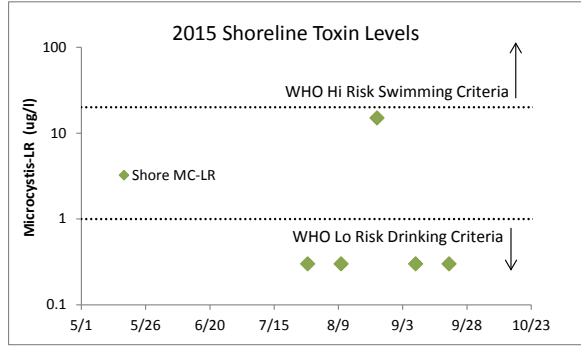 2015 Shoreline Toxin Levels
Microcystis-LR (ug/l)
100
10
1
0.1
WHO Hi Risk Swimming Criteria
Shore MC-LR
WHO Lo Risk Drinking Criteria
5/1 5/26 6/20 7/15 8/9 9/3 9/28 10/23